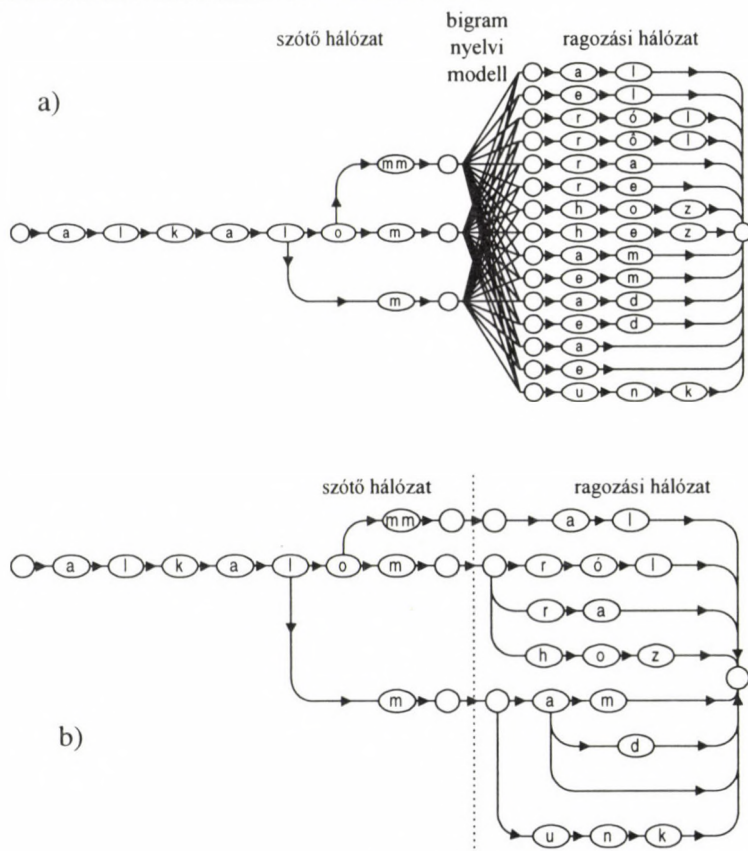 szótő hálózat
bigram
nyelvi
modell
ragozási hálózat
a)
a l
e l
r ó l
r ő l
mm
r a
r e
h o z
a l k a l o m
h e z
a m
e m
m
a d
e d
a
e
u n k
szótő hálózat
ragozási hálózat
mm a l
a l k a l o m r ó l
r a
h o z
m a m
b)
d
u n k